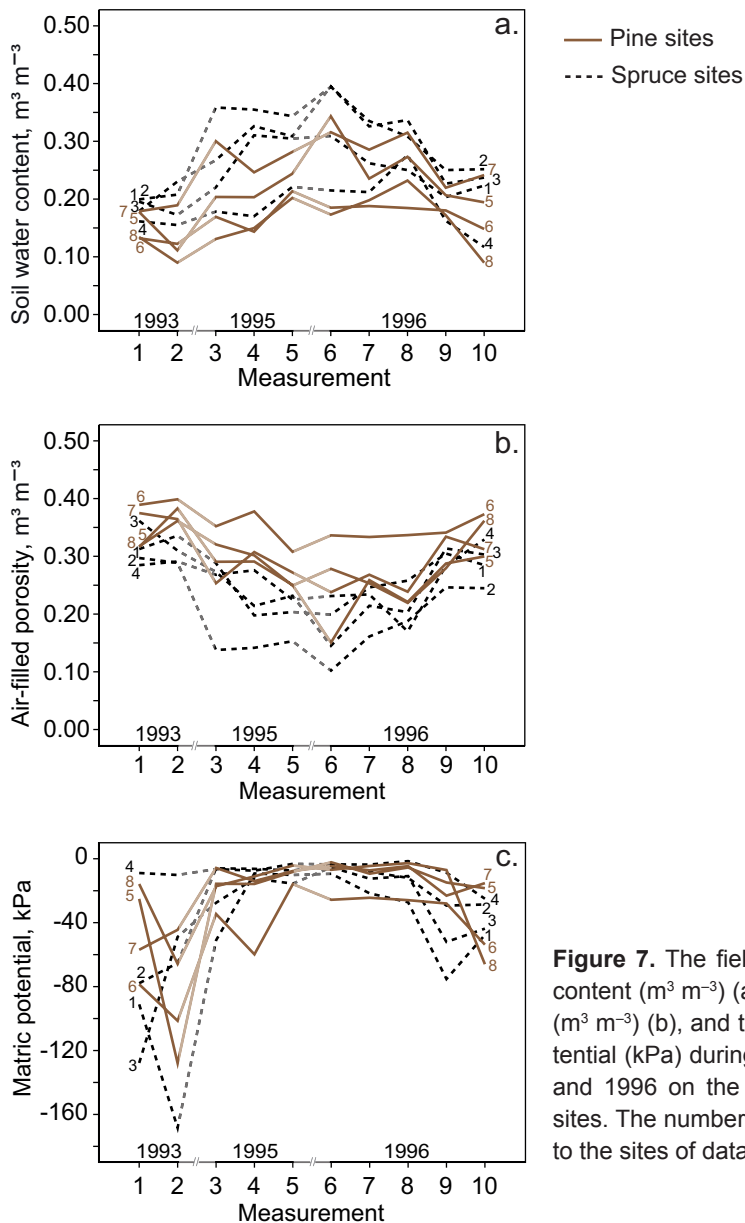 a.
Pine sites
Spruce sites
Soil water content, m³ m⁻³
0.50
0.40
0.30
0.20
0.10
0.00
1 2 3 4 7 5 8 6
2 7 3 1 5 6 4 8
1993 1995 1996
1 2 3 4 5 6 7 8 9 10
Measurement
b.
Air-filled porosity, m³ m⁻³
0.50
0.40
0.30
0.20
0.10
0.00
6 7 3 5 1 8 2 4
6 8 4 7 3 5 1 2
1993 1995 1996
1 2 3 4 5 6 7 8 9 10
Measurement
c.
Matric potential, kPa
0
-40
-80
-120
-160
4 8 5 7 2 6 1 3
7 5 4 2 3 1 6 8
1993 1995 1996
1 2 3 4 5 6 7 8 9 10
Measurement
Figure 7. The fiel
content (m³ m⁻³) (a
(m³ m⁻³) (b), and t
tential (kPa) during
and 1996 on the
sites. The number
to the sites of data